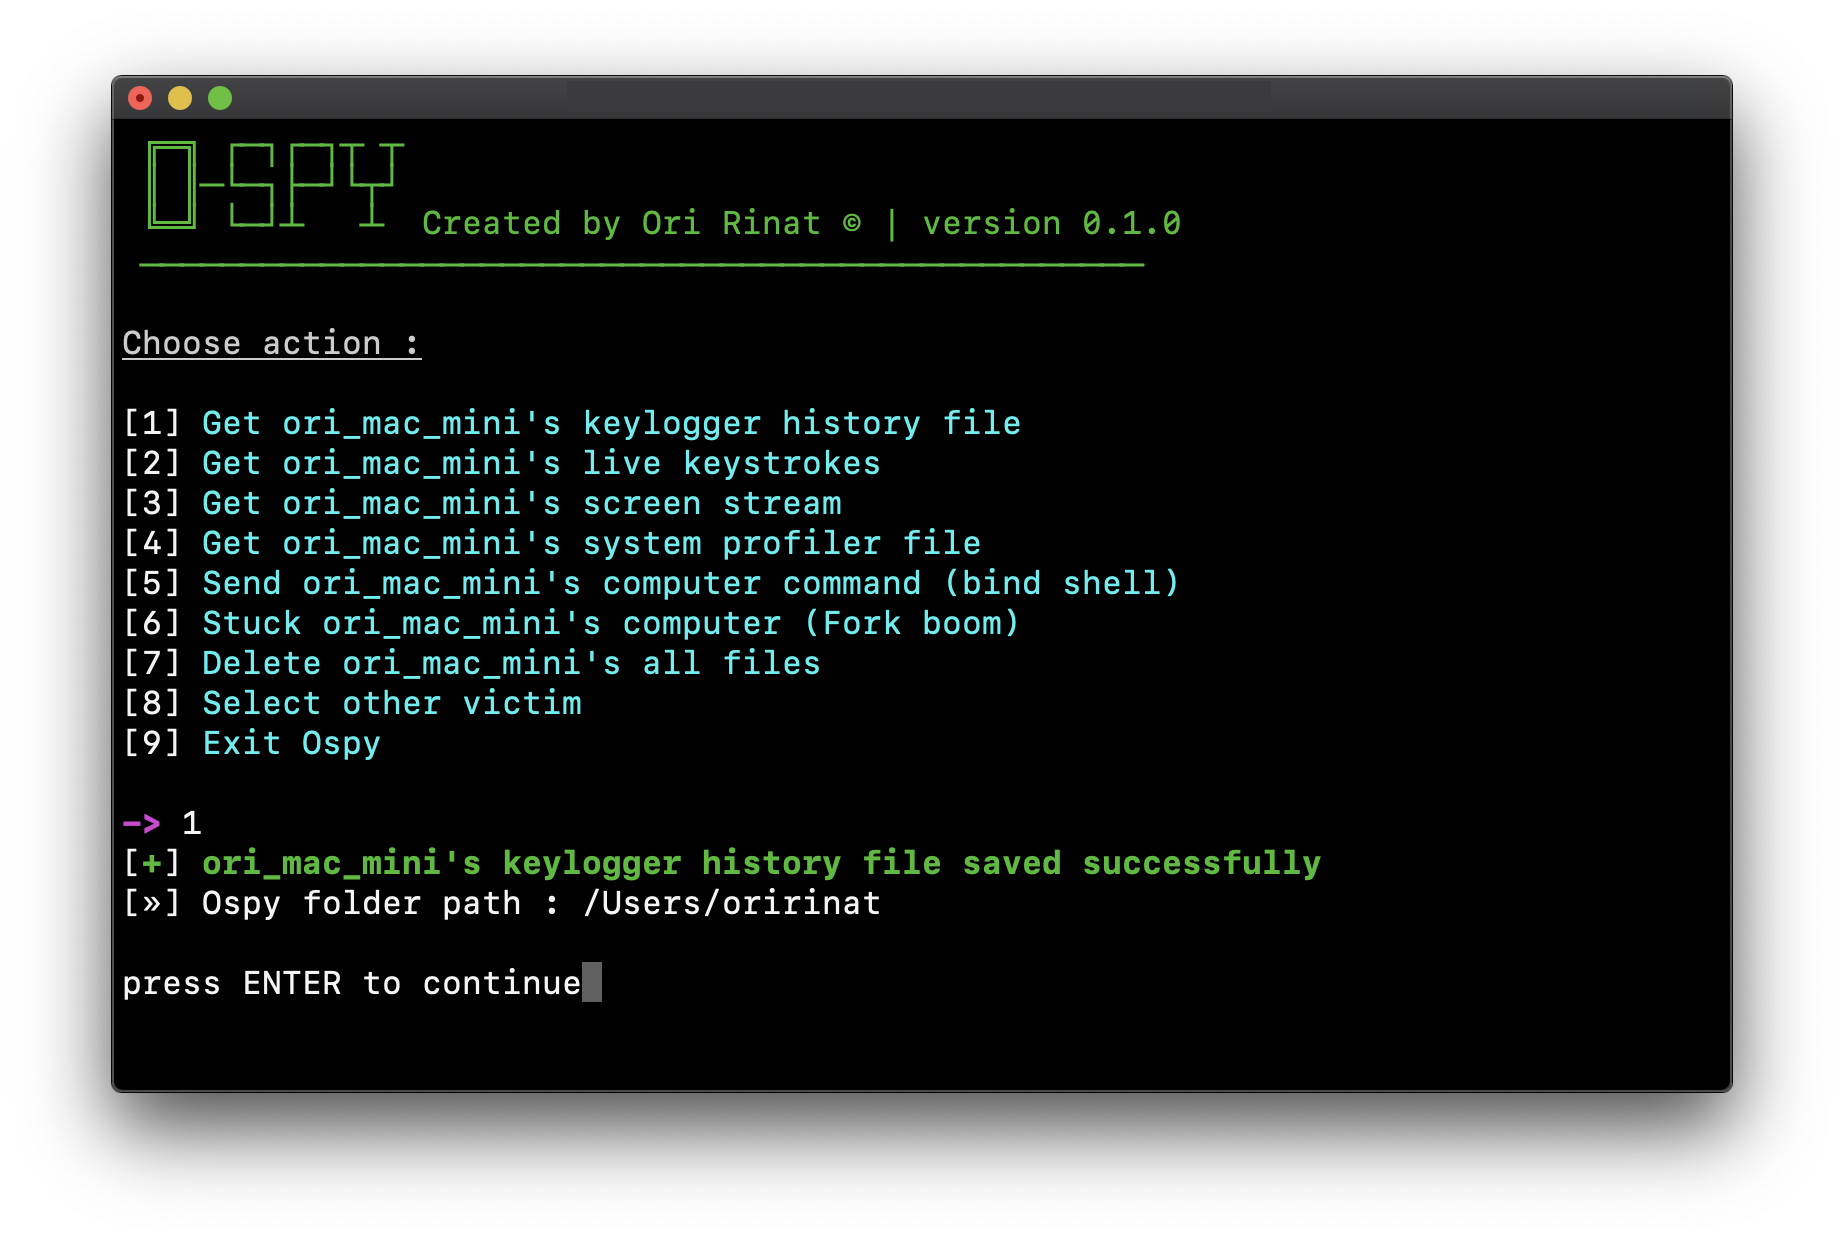 O-SPY
Created by Ori Rinat © | version 0.1.0
Choose action :
[1] Get ori_mac_mini's keylogger history file
[2] Get ori_mac_mini's live keystrokes
[3] Get ori_mac_mini's screen stream
[4] Get ori_mac_mini's system profiler file
[5] Send ori_mac_mini's computer command (bind shell)
[6] Stuck ori_mac_mini's computer (Fork boom)
[7] Delete ori_mac_mini's all files
[8] Select other victim
[9] Exit Ospy
-> 1
[+] ori_mac_mini's keylogger history file saved successfully
[»] Ospy folder path : /Users/oririnat
press ENTER to continue